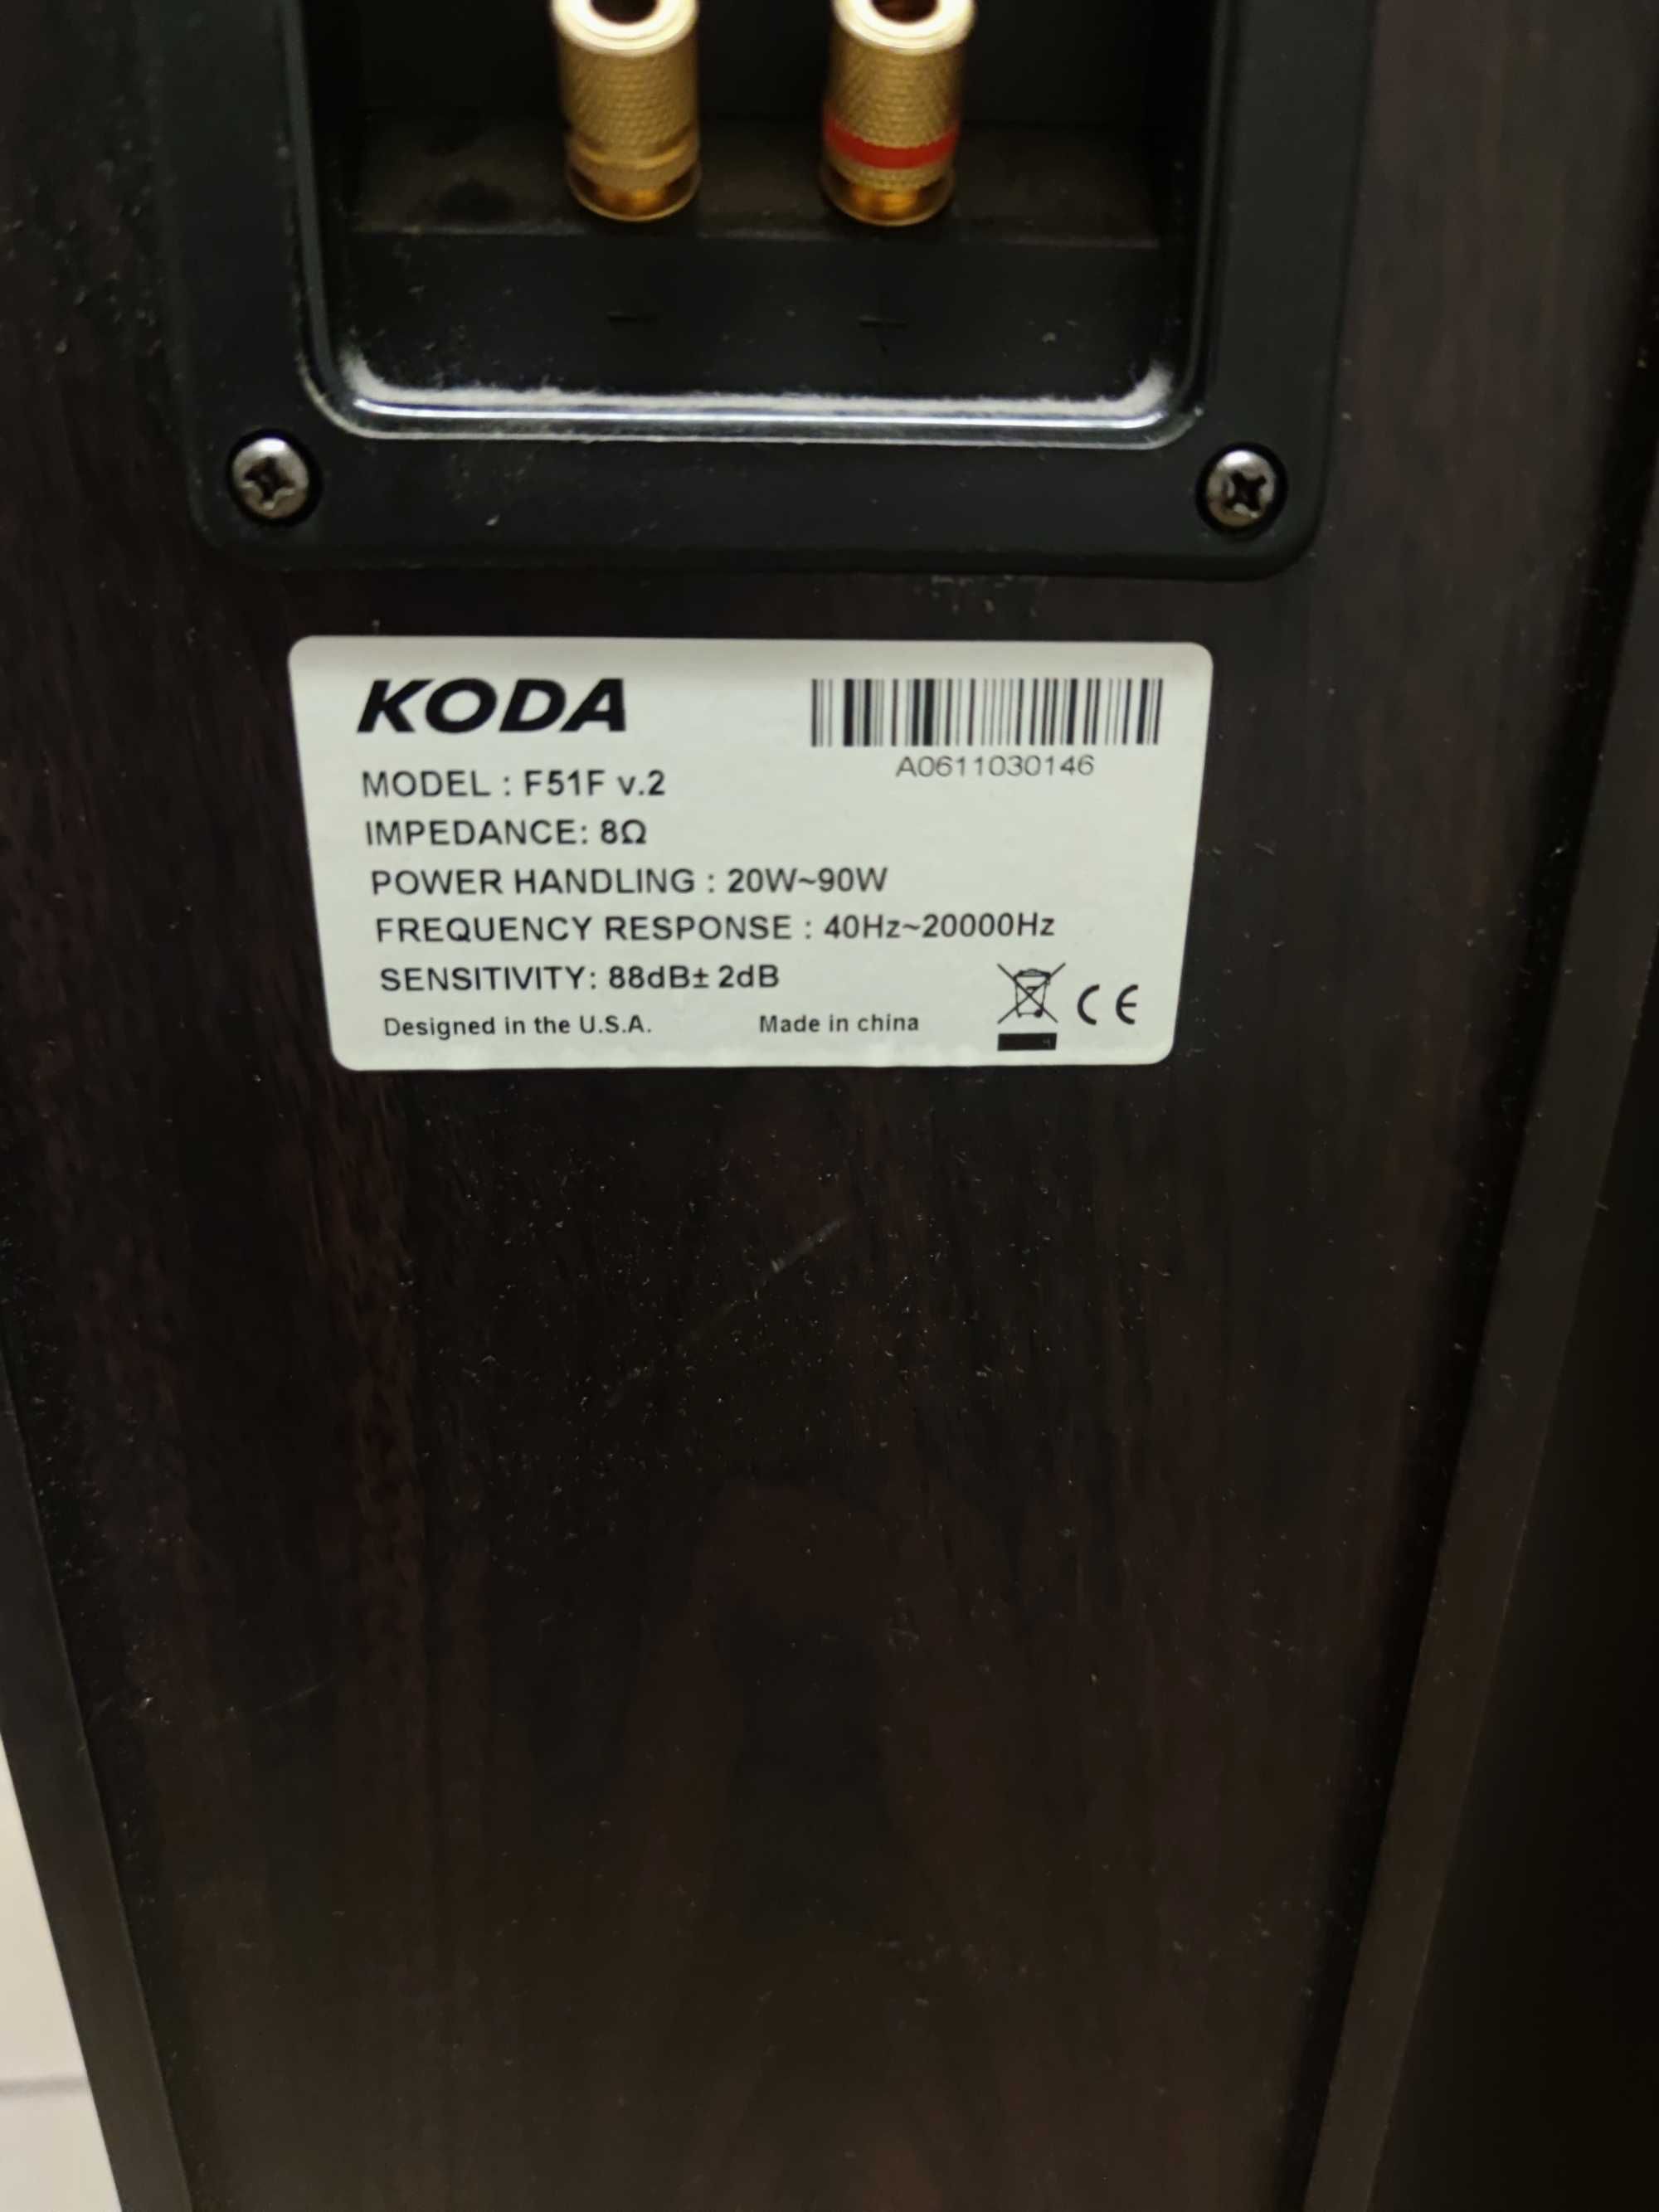 − +
KODA
A0611030146
MODEL : F51F v.2
IMPEDANCE: 8Ω
POWER HANDLING : 20W~90W
FREQUENCY RESPONSE : 40Hz~20000Hz
SENSITIVITY: 88dB± 2dB
Designed in the U.S.A. Made in china
CE